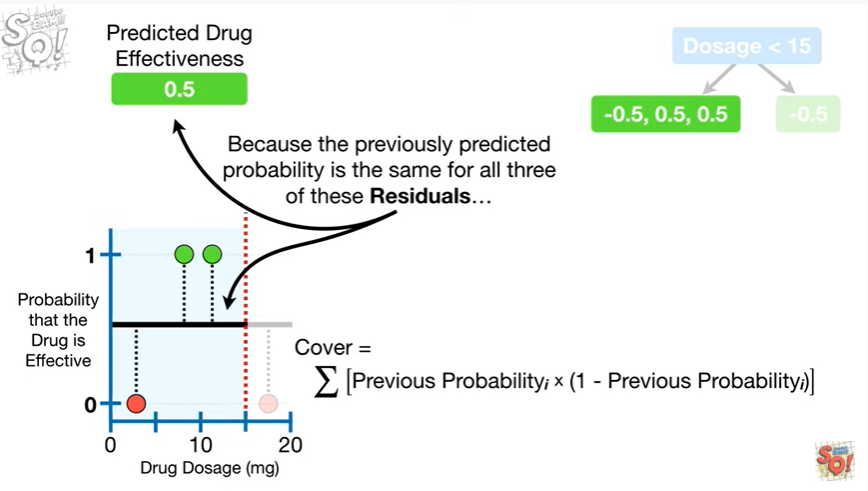 Predicted Drug
Effectiveness
0.5
Dosage < 15
-0.5, 0.5, 0.5
-0.5
Because the previously predicted
probability is the same for all three
of these Residuals…
1
Probability
that the
Drug is
Effective
0
0
10
20
Drug Dosage (mg)
Cover =
∑ [Previous Probabilityᵢ × (1 - Previous Probabilityᵢ)]
SQ!